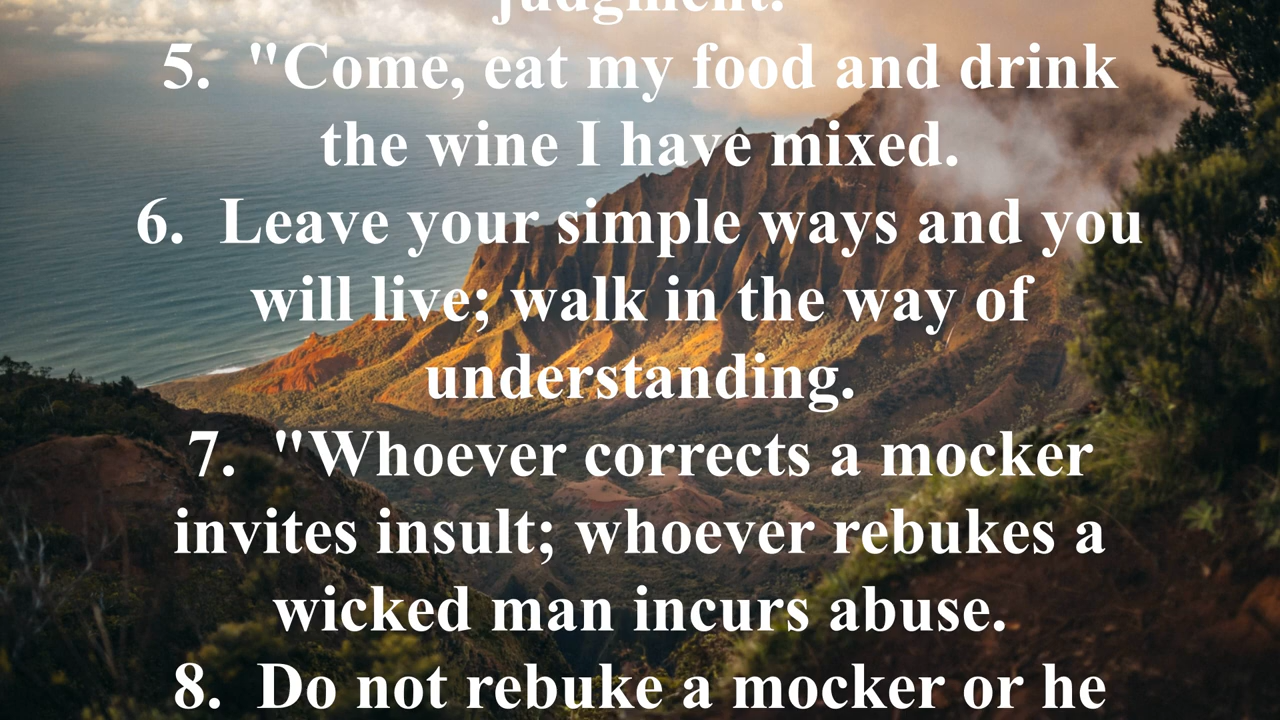 judgment.
5.  "Come, eat my food and drink
the wine I have mixed.
6.  Leave your simple ways and you
will live; walk in the way of
understanding.
7.  "Whoever corrects a mocker
invites insult; whoever rebukes a
wicked man incurs abuse.
8.  Do not rebuke a mocker or he